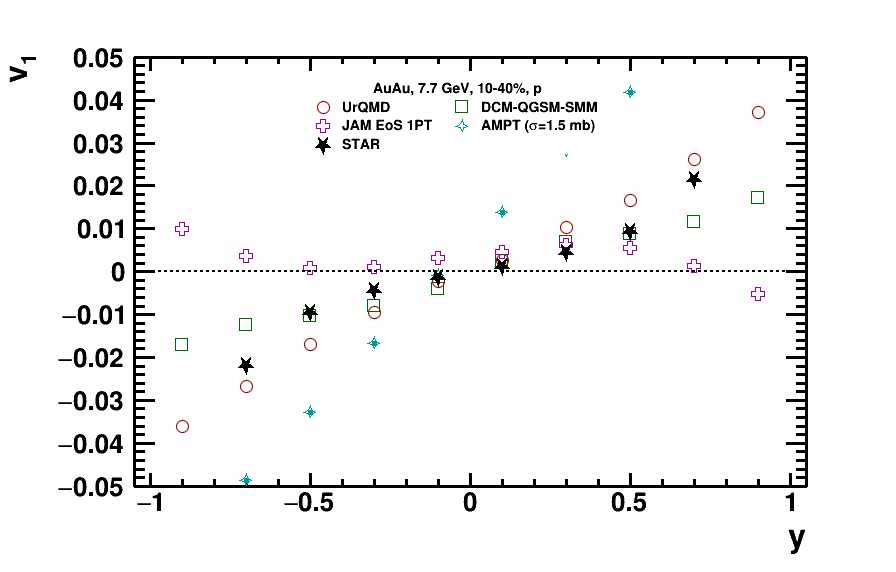 v1
0.05
0.04
0.03
0.02
0.01
0
−0.01
−0.02
−0.03
−0.04
−0.05
AuAu, 7.7 GeV, 10-40%, p
UrQMD
DCM-QGSM-SMM
JAM EoS 1PT
AMPT (σ=1.5 mb)
STAR
−1
−0.5
0
0.5
1
y